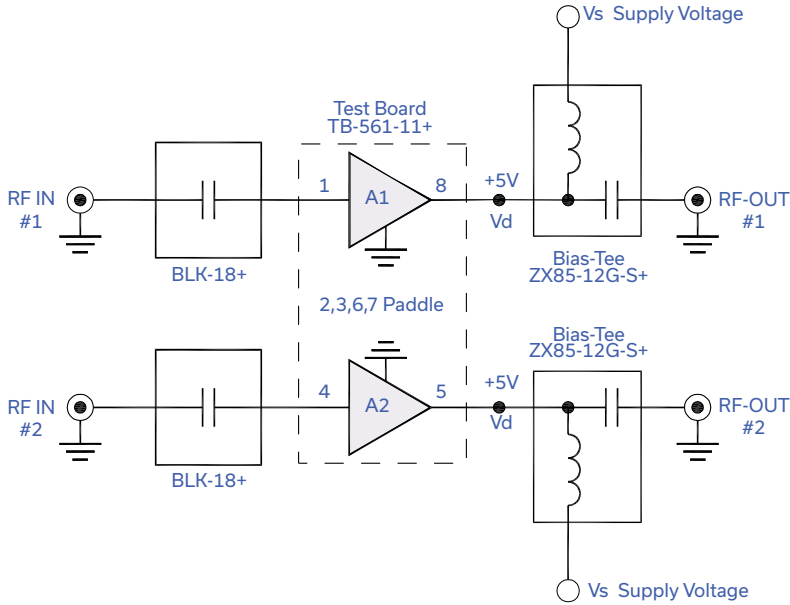 Vs Supply Voltage
Test Board
TB-561-11+
RF IN
#1
1
A1
8
+5V
Vd
RF-OUT
#1
BLK-18+
Bias-Tee
ZX85-12G-S+
2,3,6,7 Paddle
Bias-Tee
ZX85-12G-S+
RF IN
#2
4
A2
5
+5V
Vd
RF-OUT
#2
BLK-18+
Vs Supply Voltage